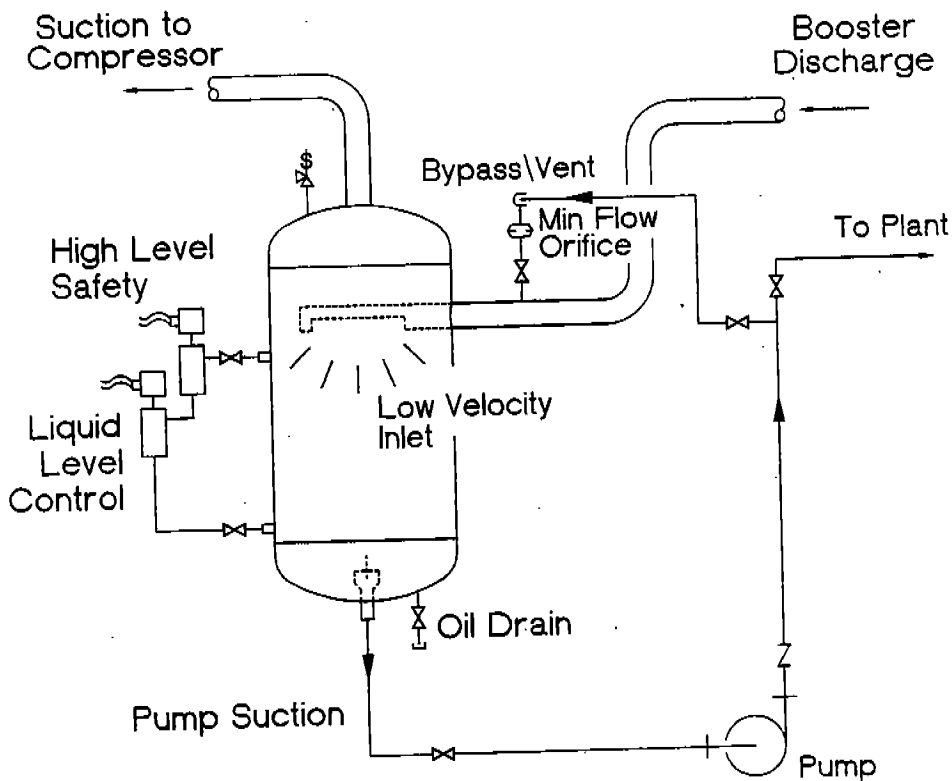 Suction to
Compressor
Booster
Discharge
Bypass\Vent
Min Flow
Orifice
To Plant
High Level
Safety
Low Velocity
Inlet
Liquid
Level
Control
Oil Drain
Pump Suction
Pump